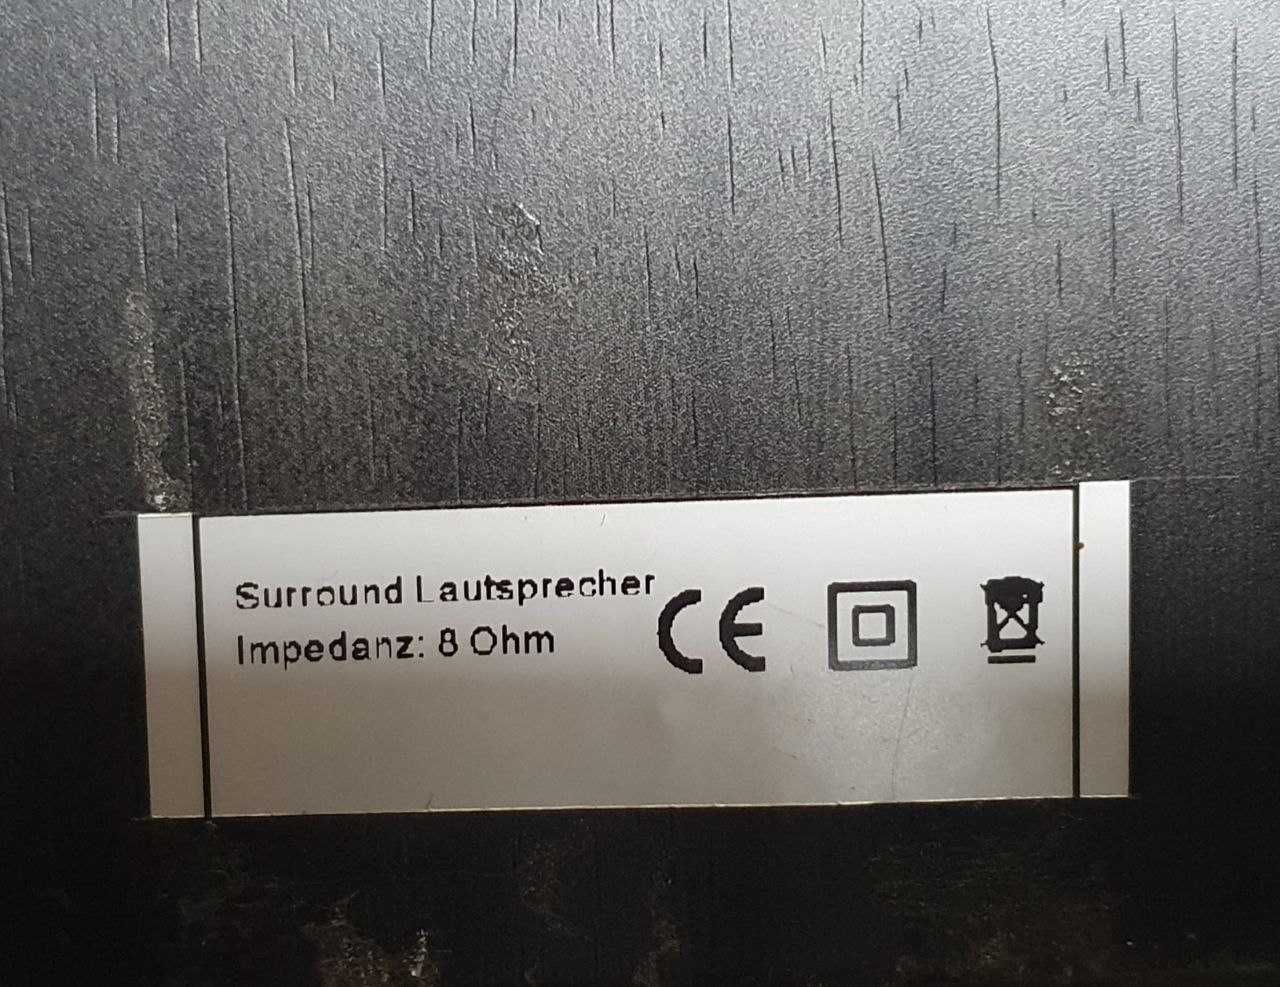 Surround Lautsprecher
Impedanz: 8 Ohm
CE